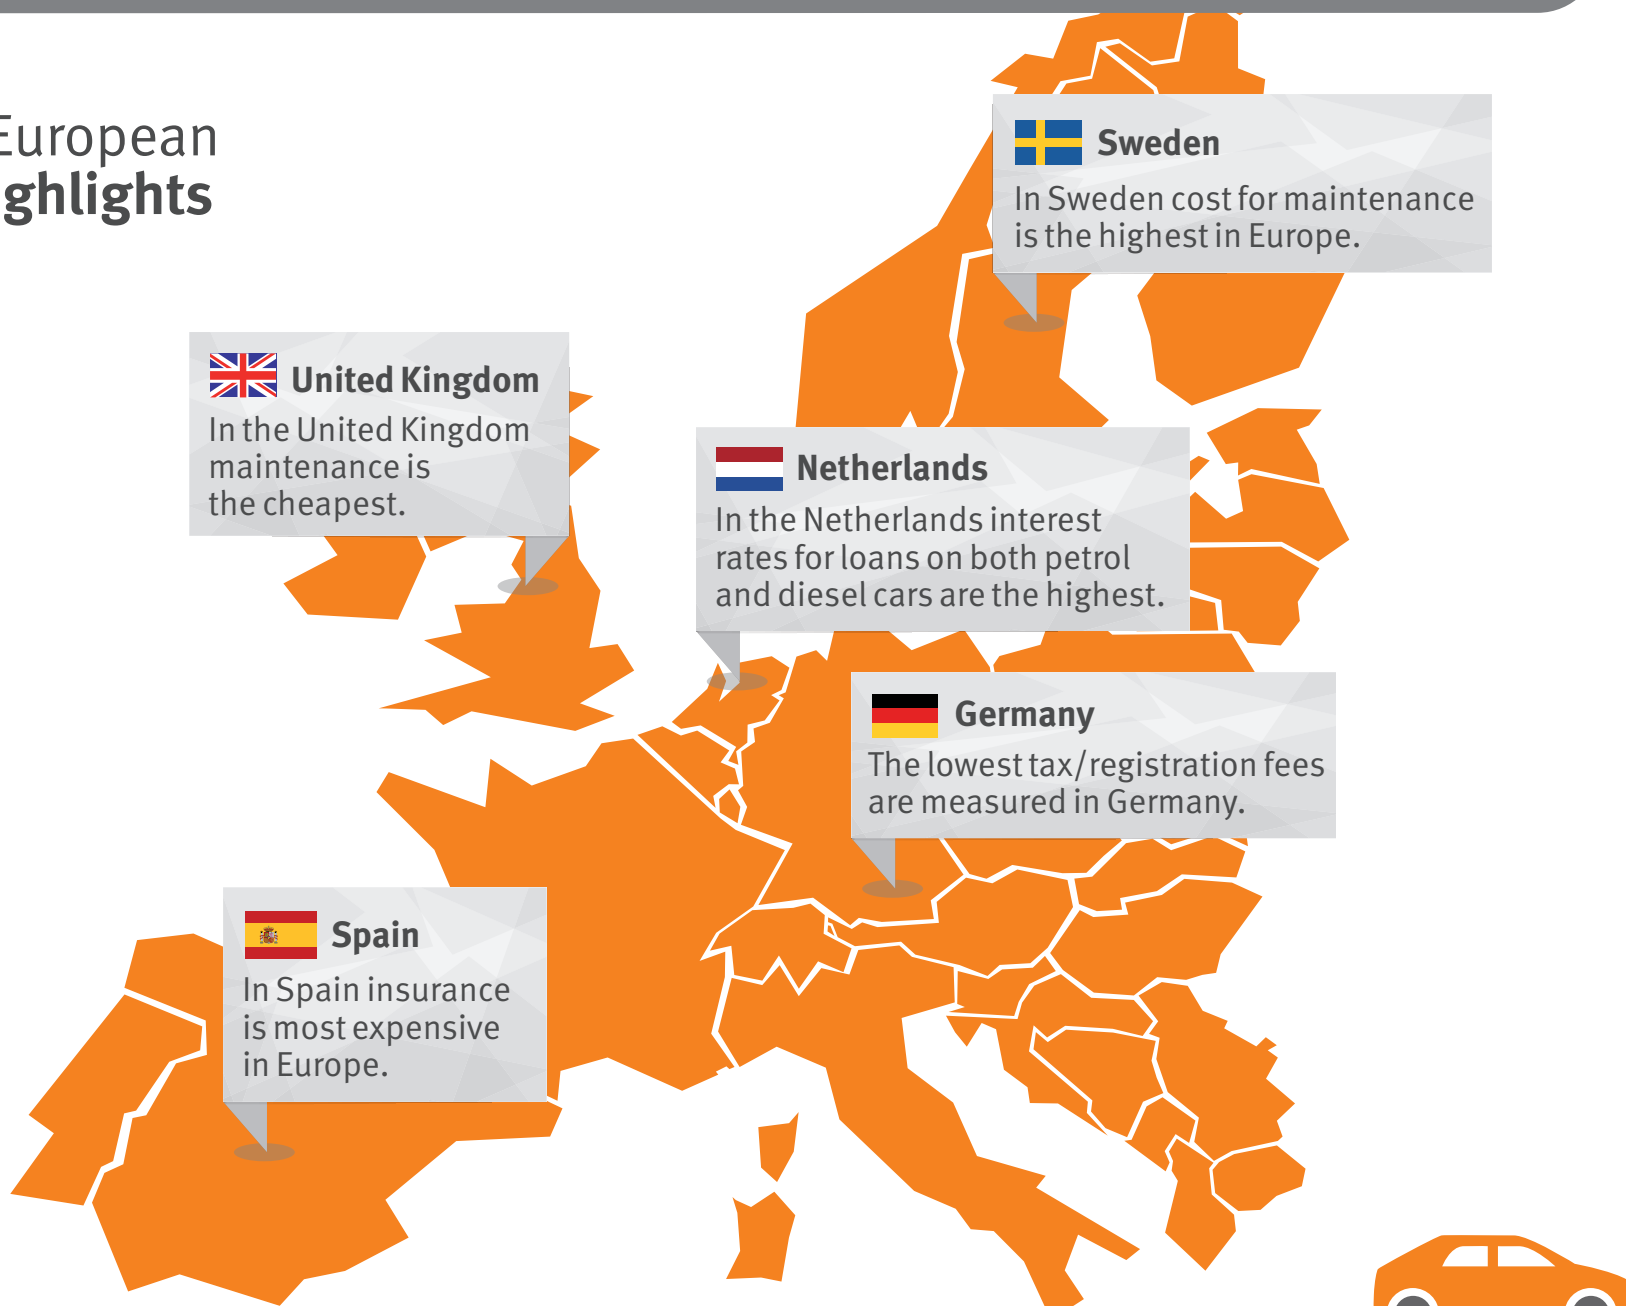 European
ghlights
Sweden
In Sweden cost for maintenance
is the highest in Europe.
United Kingdom
In the United Kingdom
maintenance is
the cheapest.
Netherlands
In the Netherlands interest
rates for loans on both petrol
and diesel cars are the highest.
Germany
The lowest tax/registration fees
are measured in Germany.
Spain
In Spain insurance
is most expensive
in Europe.